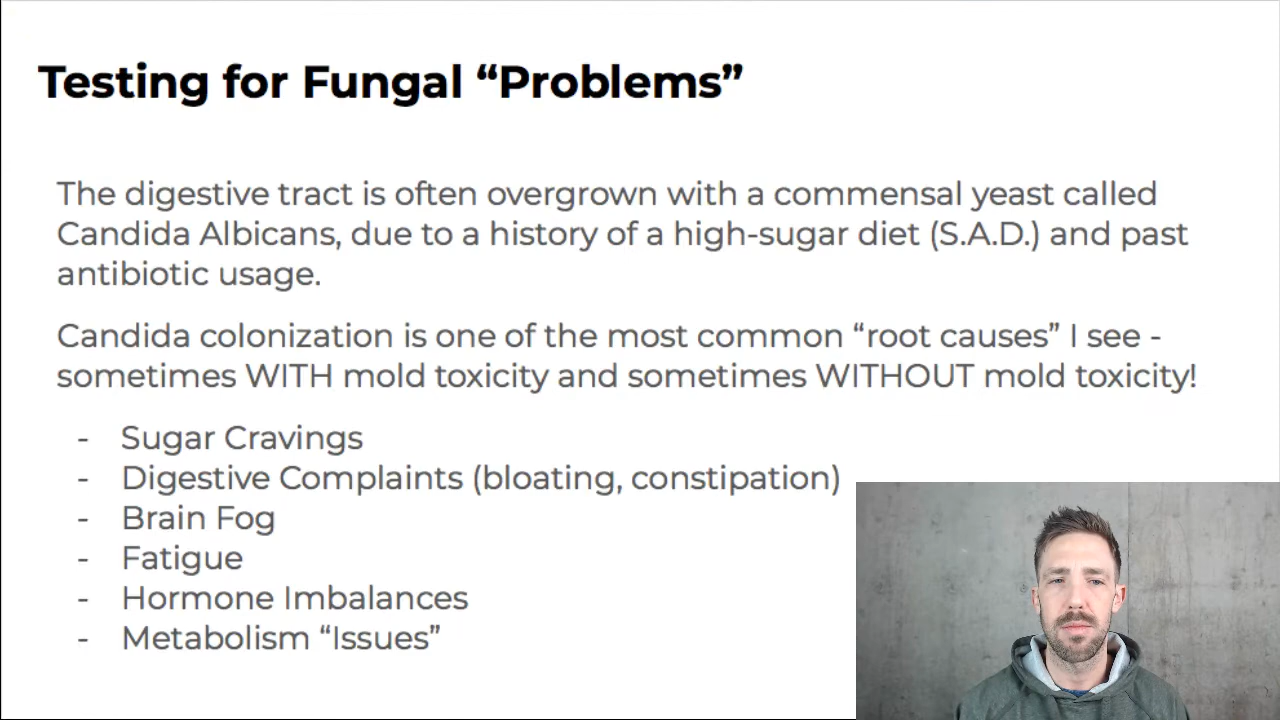 Testing for Fungal “Problems”
The digestive tract is often overgrown with a commensal yeast called
Candida Albicans, due to a history of a high-sugar diet (S.A.D.) and past
antibiotic usage.
Candida colonization is one of the most common “root causes” I see -
sometimes WITH mold toxicity and sometimes WITHOUT mold toxicity!
- Sugar Cravings
- Digestive Complaints (bloating, constipation)
- Brain Fog
- Fatigue
- Hormone Imbalances
- Metabolism “Issues”